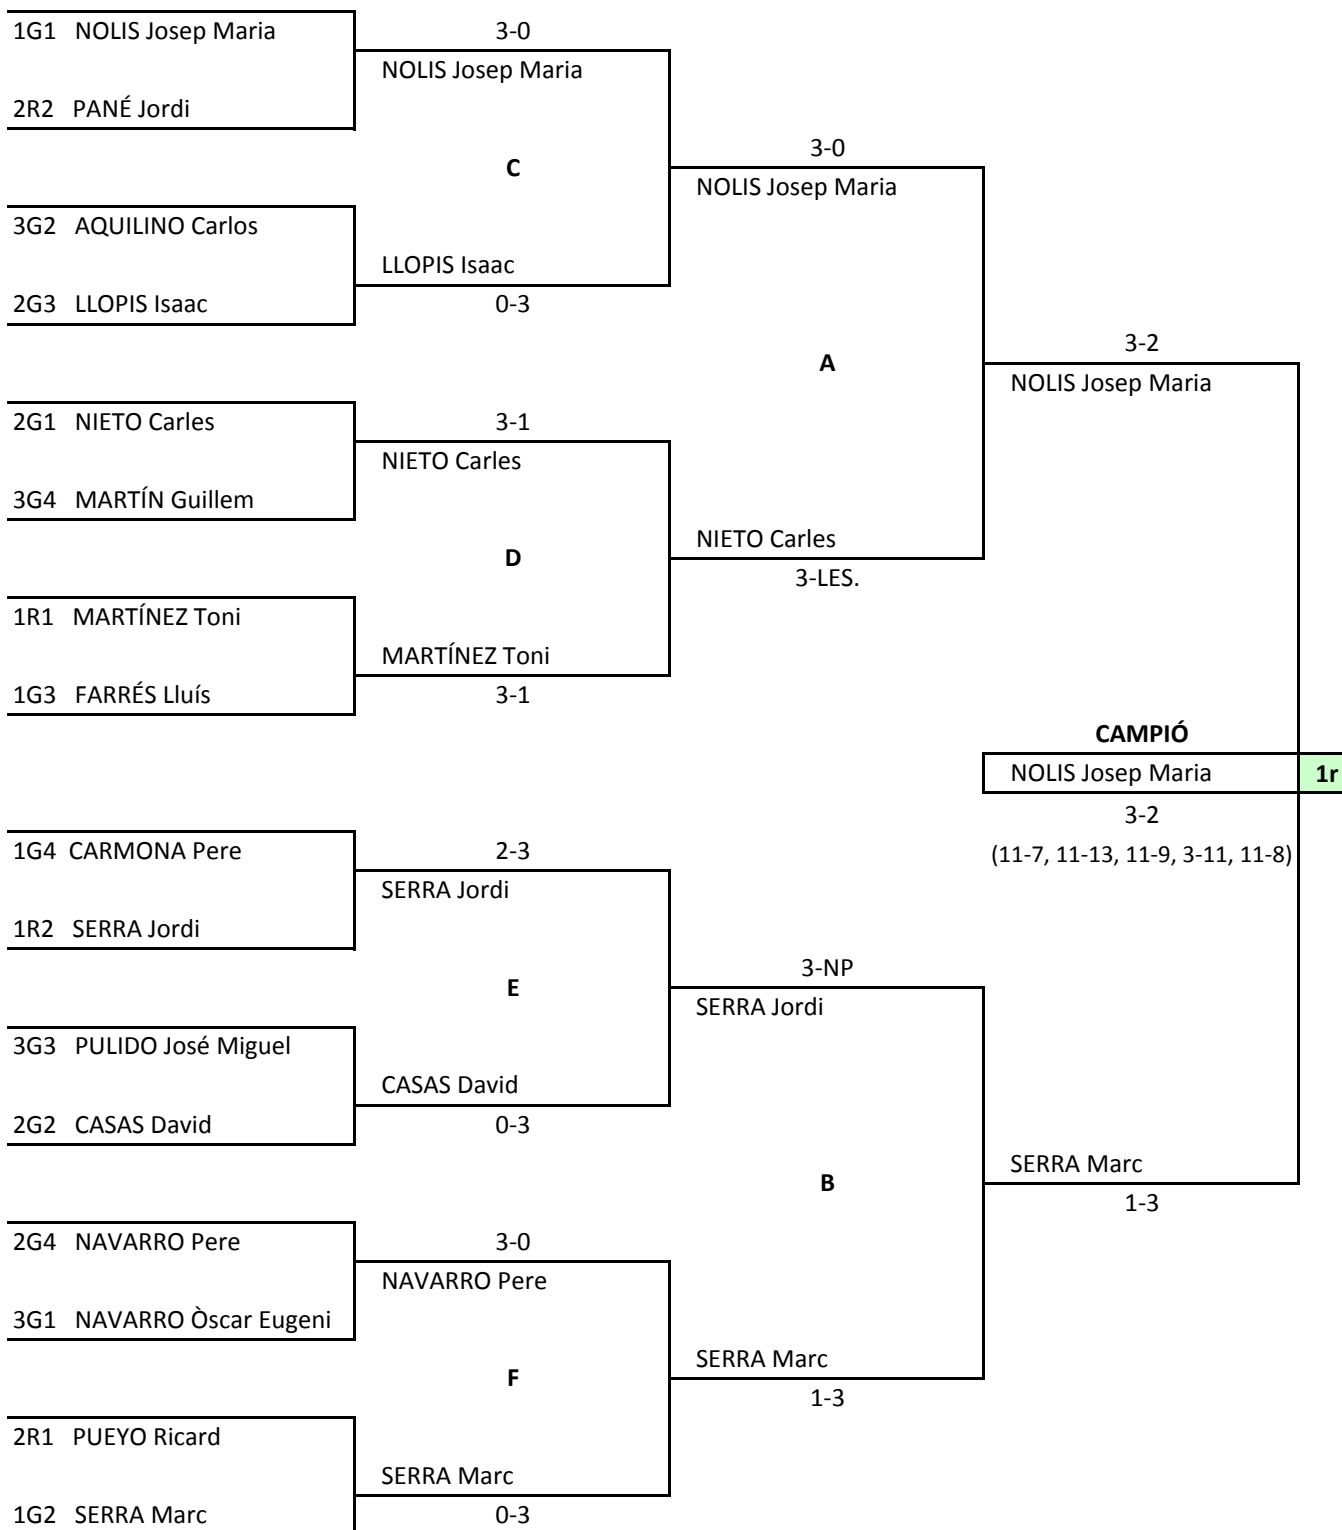 1G1 NOLIS Josep Maria
3-0
NOLIS Josep Maria
2R2 PANÉ Jordi
3-0
C
NOLIS Josep Maria
3G2 AQUILINO Carlos
LLOPIS Isaac
2G3 LLOPIS Isaac
0-3
3-2
A
NOLIS Josep Maria
2G1 NIETO Carles
3-1
NIETO Carles
3G4 MARTÍN Guillem
NIETO Carles
D
3-LES.
1R1 MARTÍNEZ Toni
MARTÍNEZ Toni
1G3 FARRÉS Lluís
3-1
CAMPIÓ
NOLIS Josep Maria
1r
3-2
(11-7, 11-13, 11-9, 3-11, 11-8)
1G4 CARMONA Pere
2-3
SERRA Jordi
1R2 SERRA Jordi
3-NP
E
SERRA Jordi
3G3 PULIDO José Miguel
CASAS David
2G2 CASAS David
0-3
SERRA Marc
B
1-3
2G4 NAVARRO Pere
3-0
NAVARRO Pere
3G1 NAVARRO Òscar Eugeni
SERRA Marc
F
1-3
2R1 PUEYO Ricard
SERRA Marc
1G2 SERRA Marc
0-3